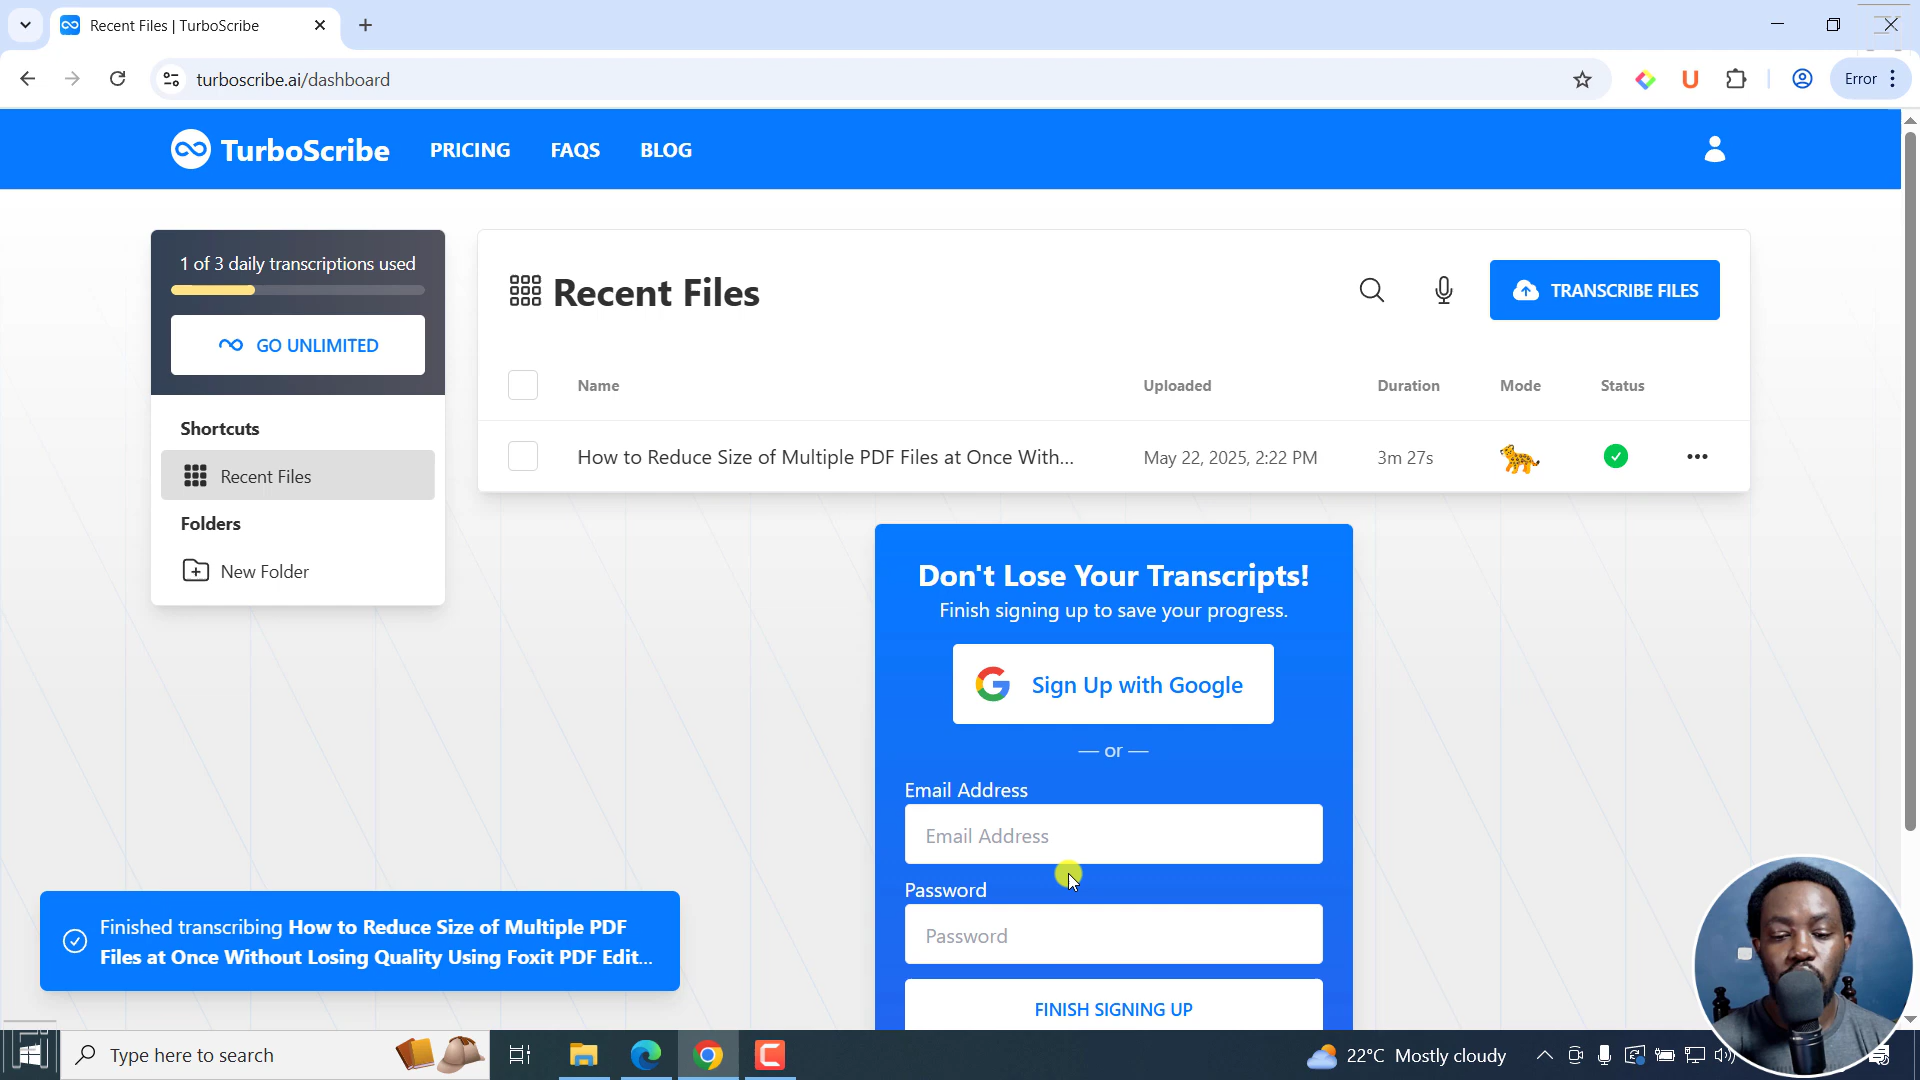 Recent Files | TurboScribe
turboscribe.ai/dashboard
Error
TurboScribe
PRICING
FAQS
BLOG
1 of 3 daily transcriptions used
GO UNLIMITED
Shortcuts
Recent Files
Folders
New Folder
Recent Files
TRANSCRIBE FILES
Name Uploaded Duration Mode Status
How to Reduce Size of Multiple PDF Files at Once With... May 22, 2025, 2:22 PM 3m 27s
Don't Lose Your Transcripts!
Finish signing up to save your progress.
Sign Up with Google
— or —
Email Address
Email Address
Password
Password
FINISH SIGNING UP
Finished transcribing How to Reduce Size of Multiple PDF
Files at Once Without Losing Quality Using Foxit PDF Edit...
Type here to search
22°C Mostly cloudy